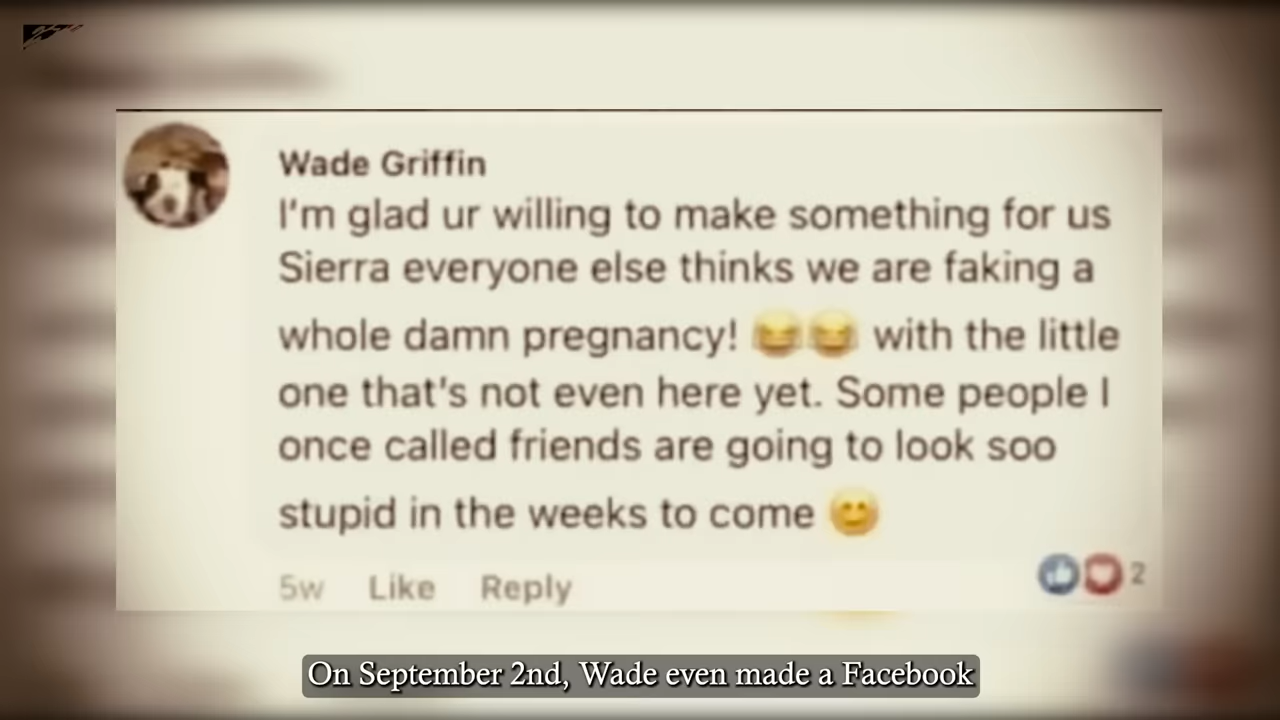 Wade Griffin
I'm glad ur willing to make something for us
Sierra everyone else thinks we are faking a
whole damn pregnancy! 😆😆 with the little
one that's not even here yet. Some people I
once called friends are going to look soo
stupid in the weeks to come 😊
5w Like Reply 2
On September 2nd, Wade even made a Facebook